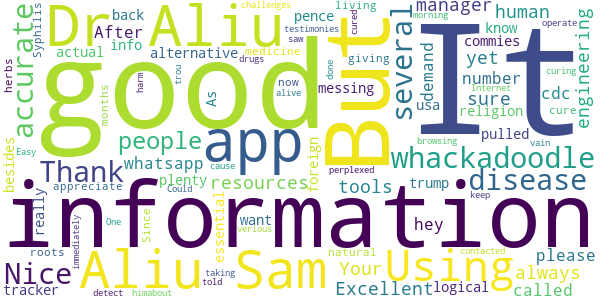 besides
Syphilis
Dr Aliu
back
After
info
actual
living
pence
alternative
testimonies
saw
medicine
manager
human
commies
know
cured
challenges
morning
operate
good
But
It
several
accurate
herbs
months
harm
trou
drugs
done
now
alive
giving
messing
yet
demand
number
sure
usa
religion
cdc
cure
curing
Internet
engineering
people
As
app
Thank
whatsapp
cause
plenty
appreciate
Could
really
Since
One
resources
foreign
pulled
whackadoodle
browsing
vain
perplexed
keep
information
tools
trump
disease
want
hey
please
Nice
Aliu
Sam
Using
essential
verious
natural
Your
always
logical
Excellent
called
contacted
tracker
roots
Easy
immediately
detect
himabout
taking
told